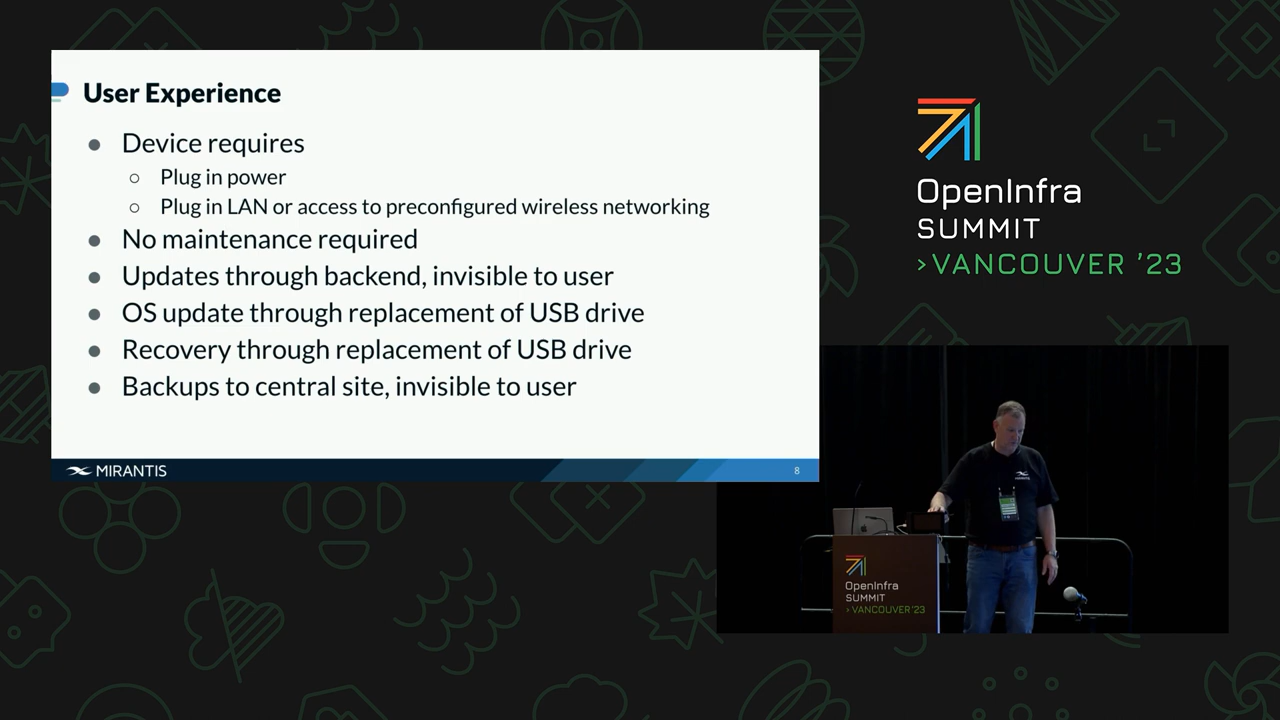 User Experience
● Device requires
○ Plug in power
○ Plug in LAN or access to preconfigured wireless networking
● No maintenance required
● Updates through backend, invisible to user
● OS update through replacement of USB drive
● Recovery through replacement of USB drive
● Backups to central site, invisible to user
MIRANTIS
8
OpenInfra
SUMMIT
>VANCOUVER '23
MIRANTIS
OpenInfra
SUMMIT
> VANCOUVER '23